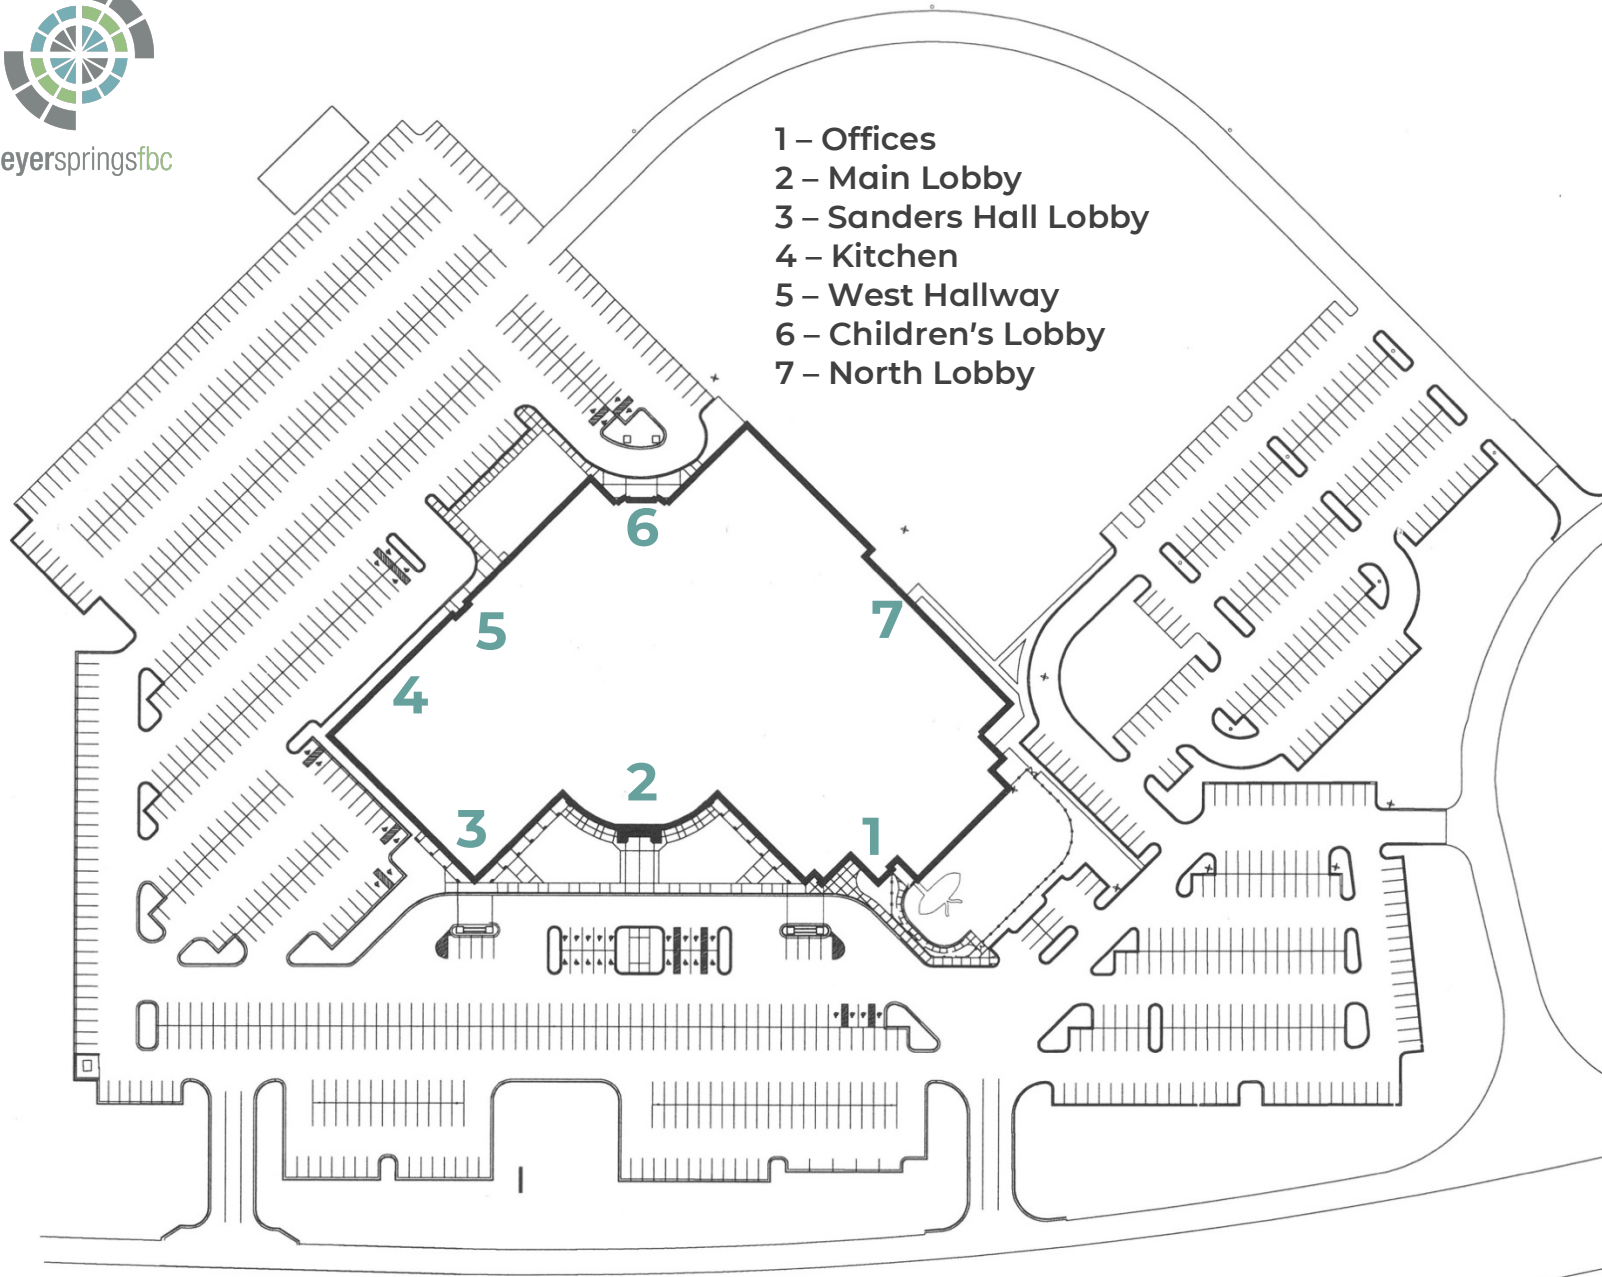 eyerspringsfbc
1 – Offices
2 – Main Lobby
3 – Sanders Hall Lobby
4 – Kitchen
5 – West Hallway
6 – Children's Lobby
7 – North Lobby
6
7
5
4
2
3
1